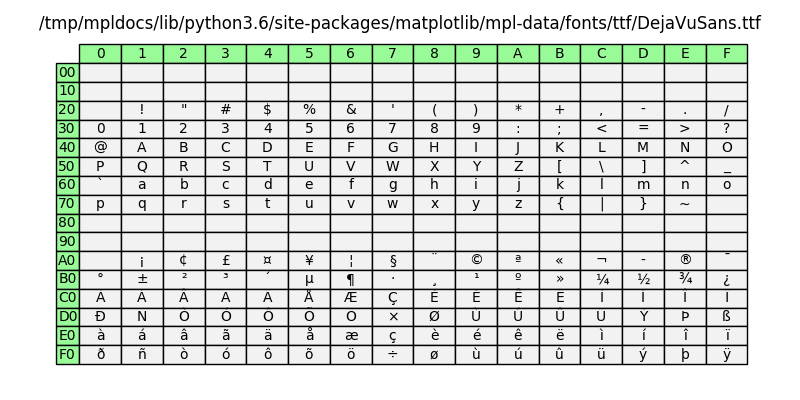 /tmp/mpldocs/lib/python3.6/site-packages/matplotlib/mpl-data/fonts/ttf/DejaVuSans.ttf
0 1 2 3 4 5 6 7 8 9 A B C D E F
00
10
20 ! " # $ % & ' ( ) * + , - . /
30 0 1 2 3 4 5 6 7 8 9 : ; < = > ?
40 @ A B C D E F G H I J K L M N O
50 P Q R S T U V W X Y Z [ \ ] ^ _
60 ` a b c d e f g h i j k l m n o
70 p q r s t u v w x y z { | } ~
80
90
A0 ¡ ¢ £ ¤ ¥ ¦ § ¨ © ª « ¬ - ® ¯
B0 ° ± ² ³ ´ µ ¶ · ¸ ¹ º » ¼ ½ ¾ ¿
C0 À Á Â Ã Ä Å Æ Ç È É Ê Ë Ì Í Î Ï
D0 Ð Ñ Ò Ó Ô Õ Ö × Ø Ù Ú Û Ü Ý Þ ß
E0 à á â ã ä å æ ç è é ê ë ì í î ï
F0 ð ñ ò ó ô õ ö ÷ ø ù ú û ü ý þ ÿ